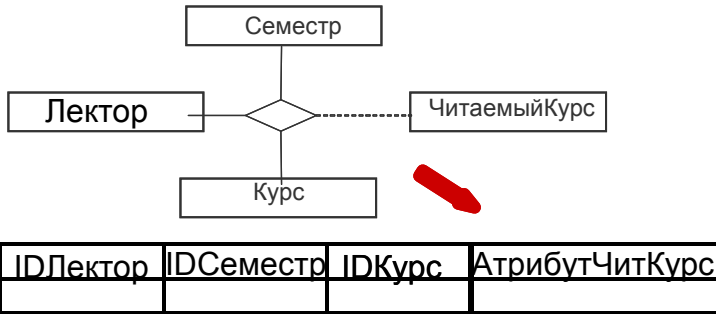 Семестр
Лектор
ЧитаемыйКурс
Курс
IDЛектор IDСеместр IDКурс АтрибутЧитКурс